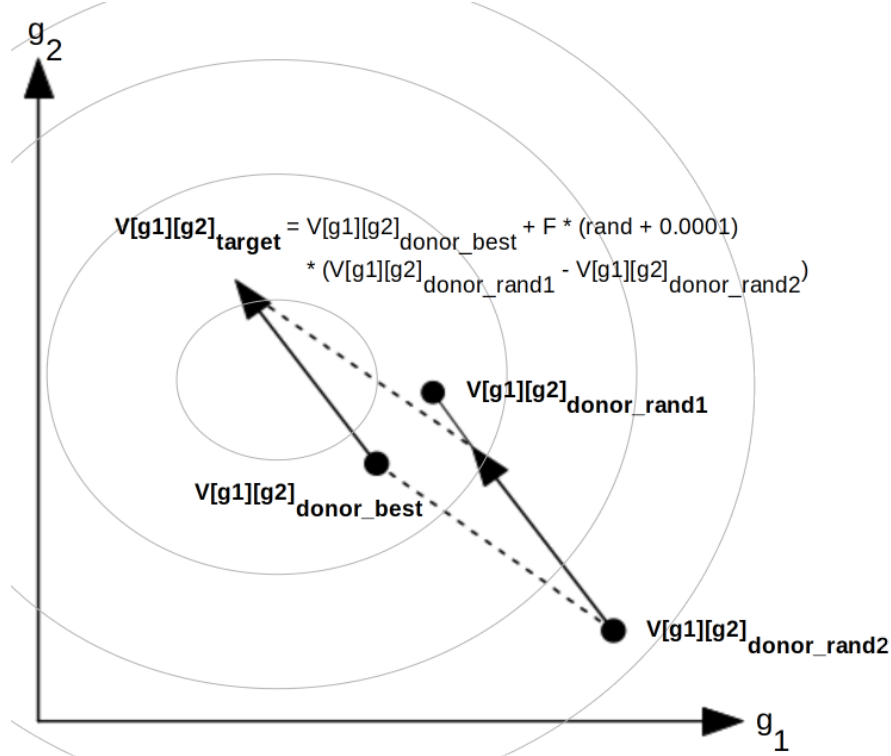 g2
V[g1][g2]target = V[g1][g2]donor_best + F * (rand + 0.0001)
* (V[g1][g2]donor_rand1 - V[g1][g2]donor_rand2)
V[g1][g2]donor_rand1
V[g1][g2]donor_best
V[g1][g2]donor_rand2
g1